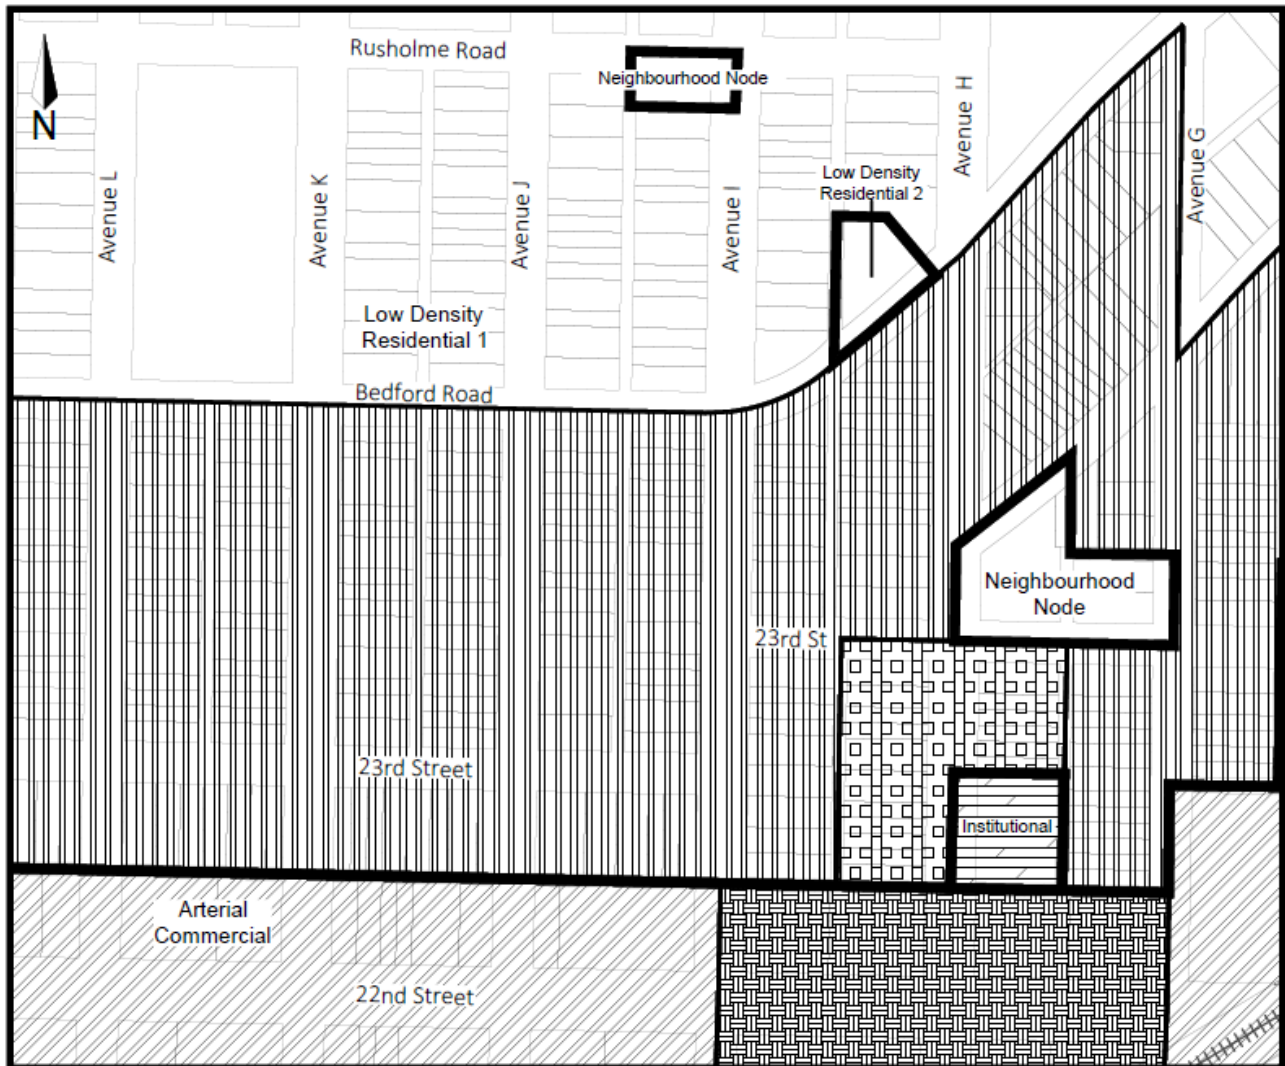 Rusholme Road
Neighbourhood Node
N
Avenue L
Avenue K
Avenue J
Avenue I
Avenue H
Avenue G
Low Density
Residential 2
Low Density
Residential 1
Bedford Road
Neighbourhood
Node
23rd St
23rd Street
Institutional
Arterial
Commercial
22nd Street